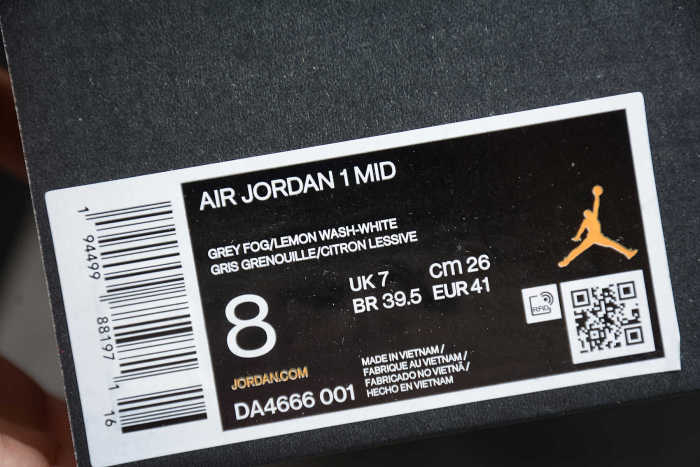 AIR JORDAN 1 MID
GREY FOG/LEMON WASH-WHITE
GRIS GRENOUILLE/CITRON LESSIVE
8
UK 7
cm 26
BR 39.5
EUR 41
RFID
JORDAN.COM
DA4666 001
MADE IN VIETNAM/
FABRIQUE AU VIETNAM/
FABRICADO NO VIETNÃ/
HECHO EN VIETNAM
1 94499 88197 1 16